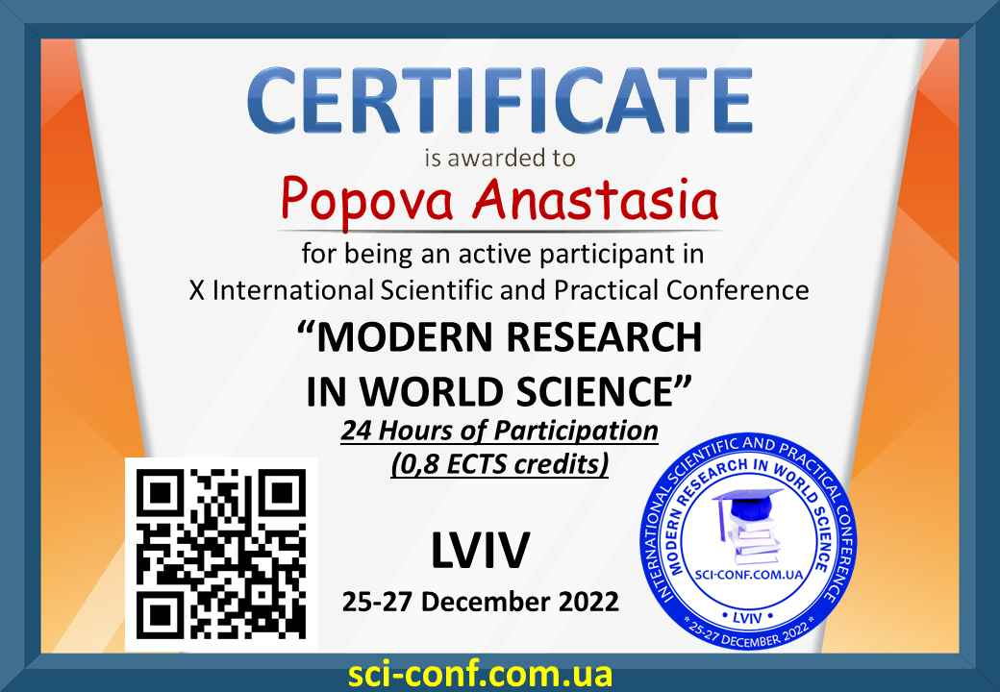 CERTIFICATE
is awarded to
Popova Anastasia
for being an active participant in
X International Scientific and Practical Conference
“MODERN RESEARCH
IN WORLD SCIENCE”
24 Hours of Participation
(0,8 ECTS credits)
LVIV
25-27 December 2022
INTERNATIONAL SCIENTIFIC AND PRACTICAL CONFERENCE
MODERN RESEARCH IN WORLD SCIENCE
SCI-CONF.COM.UA
• LVIV •
* 25-27 DECEMBER 2022 *
sci-conf.com.ua